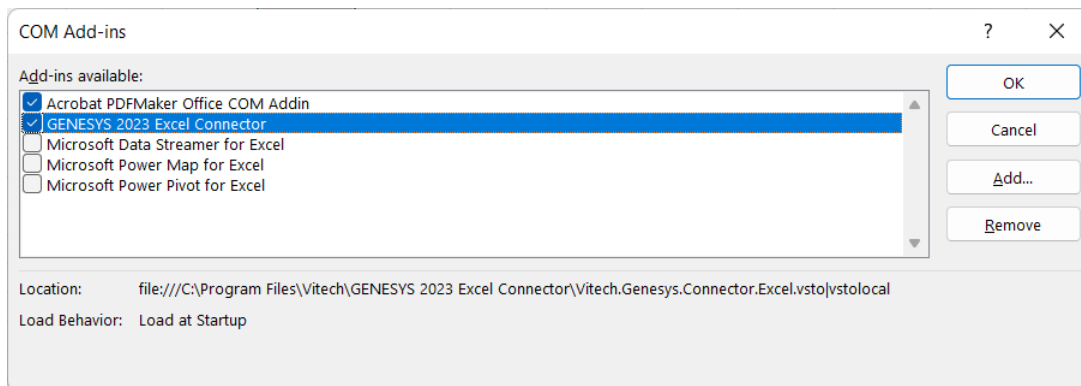 COM Add-ins
?
Add-ins available:
Acrobat PDFMaker Office COM Addin
GENESYS 2023 Excel Connector
Microsoft Data Streamer for Excel
Microsoft Power Map for Excel
Microsoft Power Pivot for Excel
OK
Cancel
Add...
Remove
Location: file:///C:\Program Files\Vitech\GENESYS 2023 Excel Connector\Vitech.Genesys.Connector.Excel.vsto|vstolocal
Load Behavior: Load at Startup